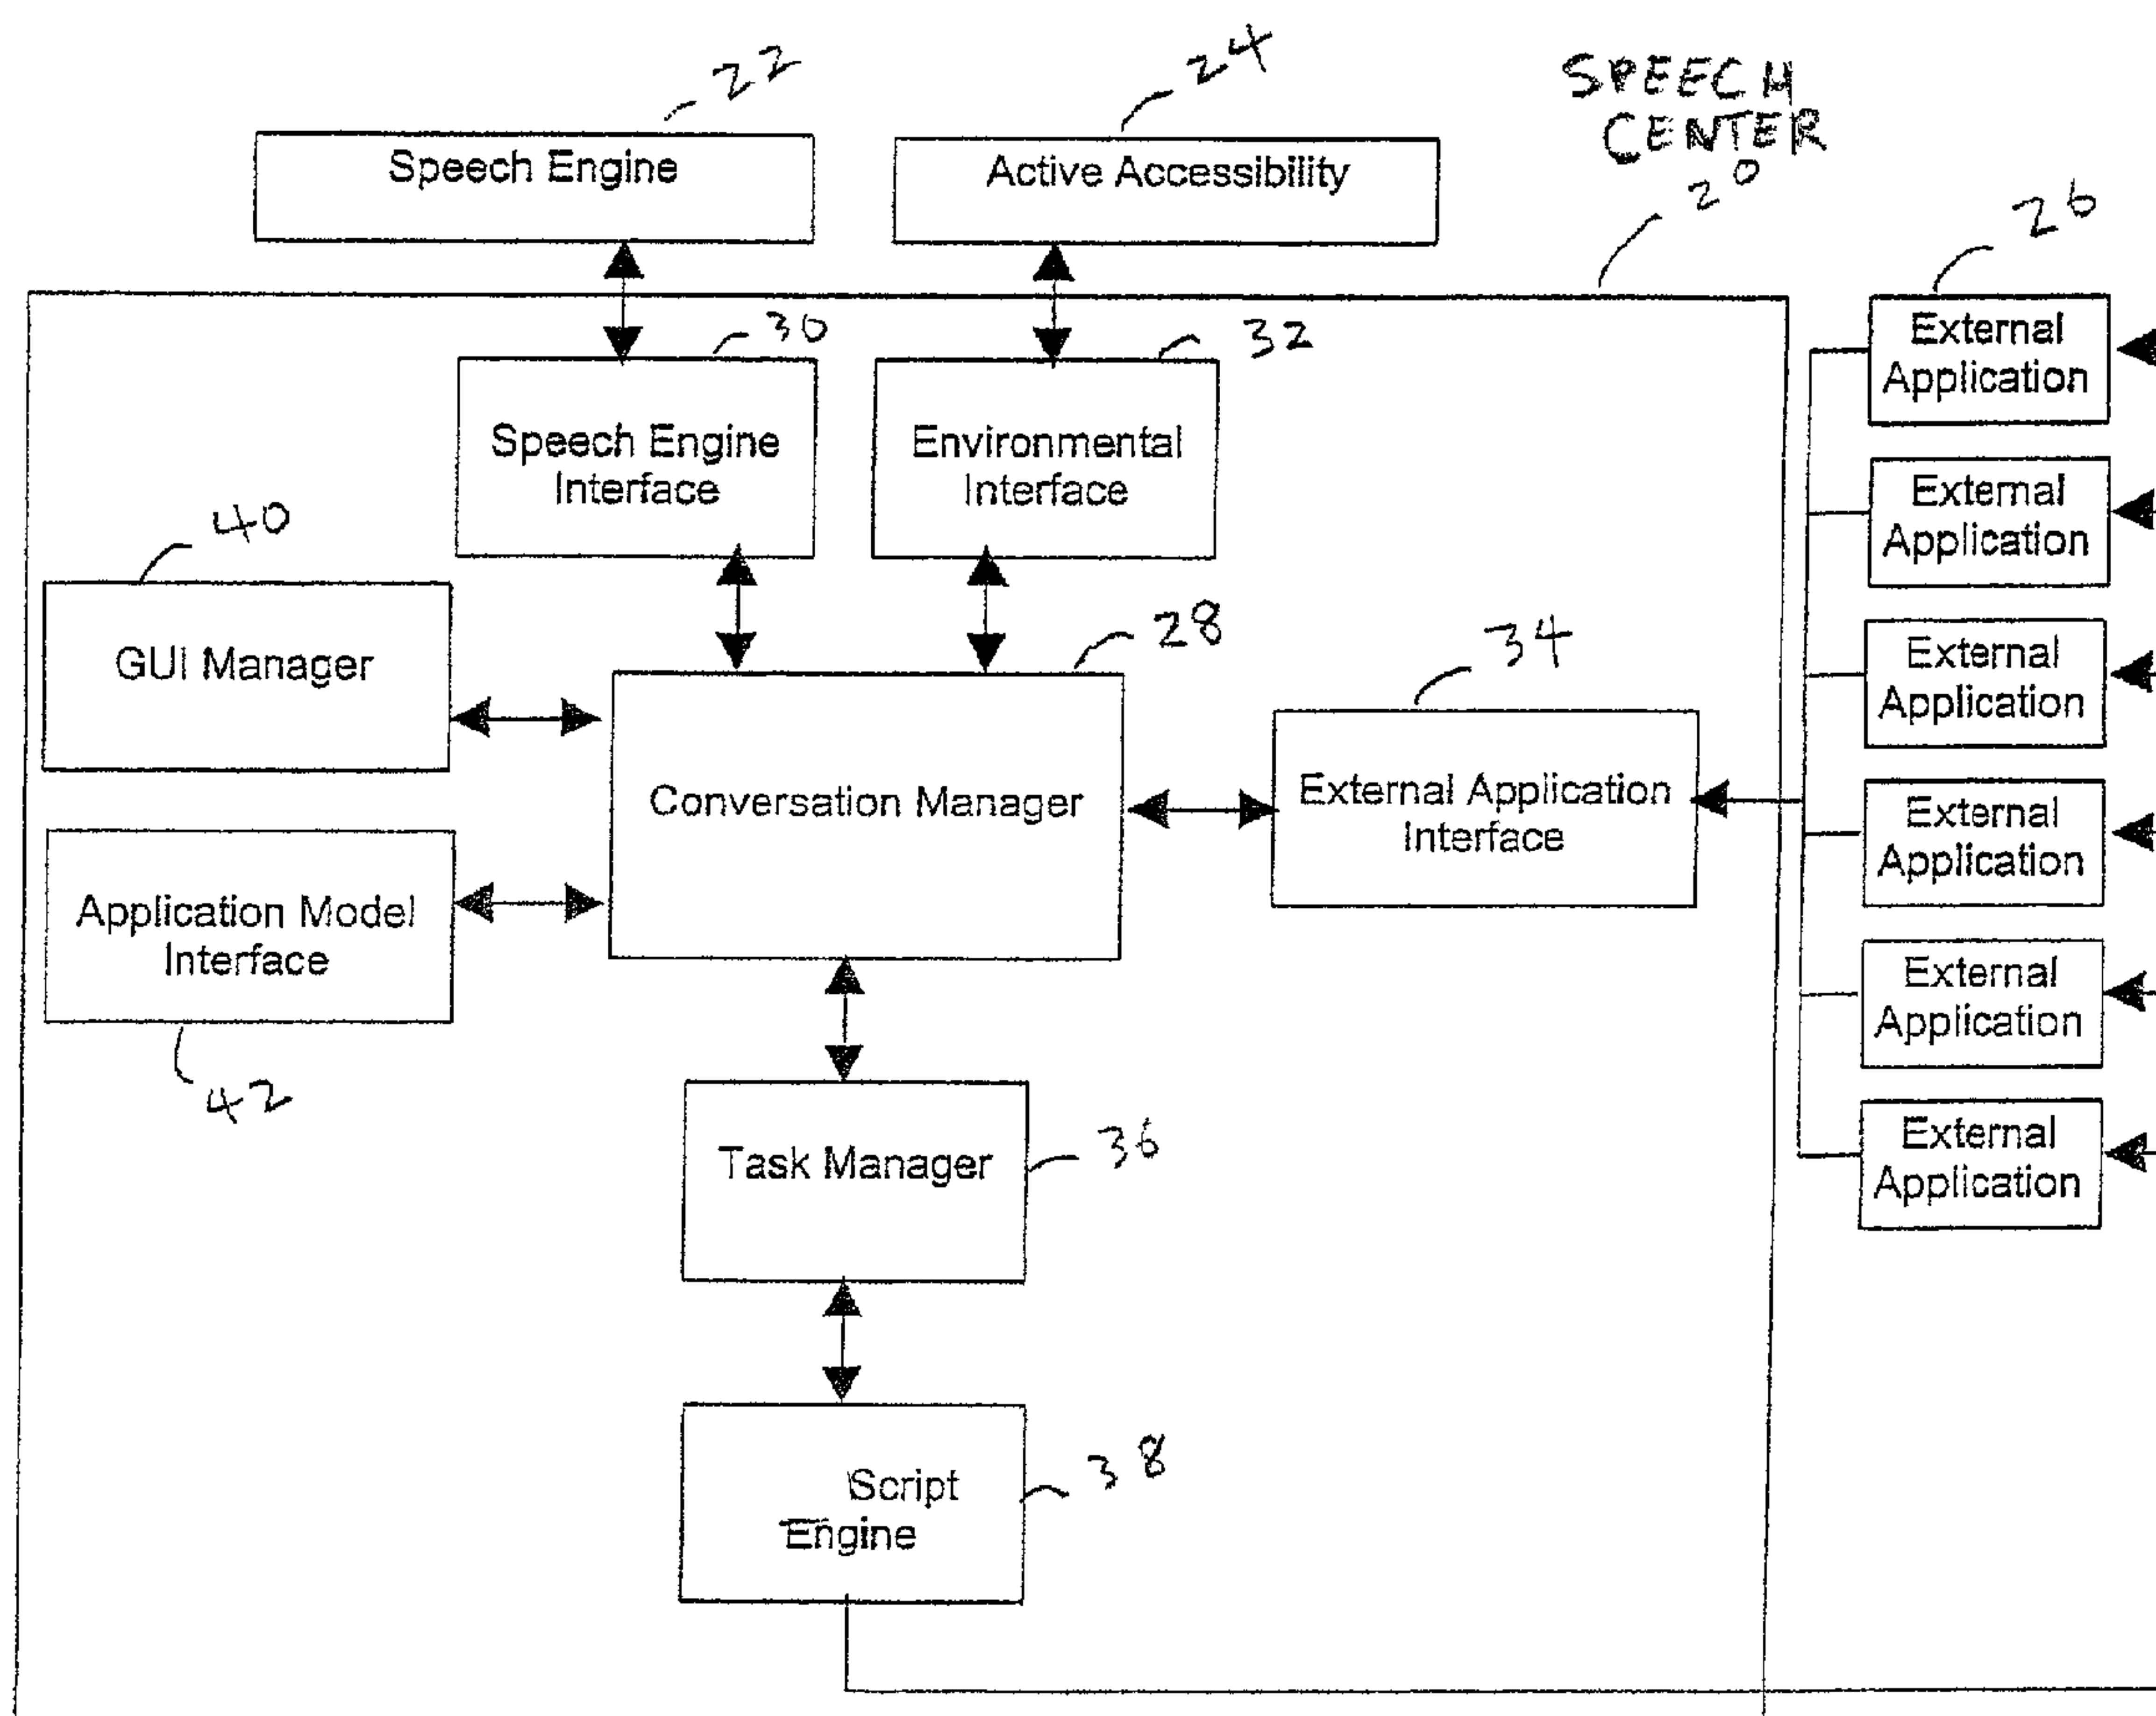 22
24
SPEECH
CENTER
20
26
Speech Engine
Active Accessibility
30
32
Speech Engine
Interface
Environmental
Interface
40
GUI Manager
28
34
Conversation Manager
External Application
Interface
Application Model
Interface
42
Task Manager
36
Script
Engine
38
External
Application
External
Application
External
Application
External
Application
External
Application
External
Application